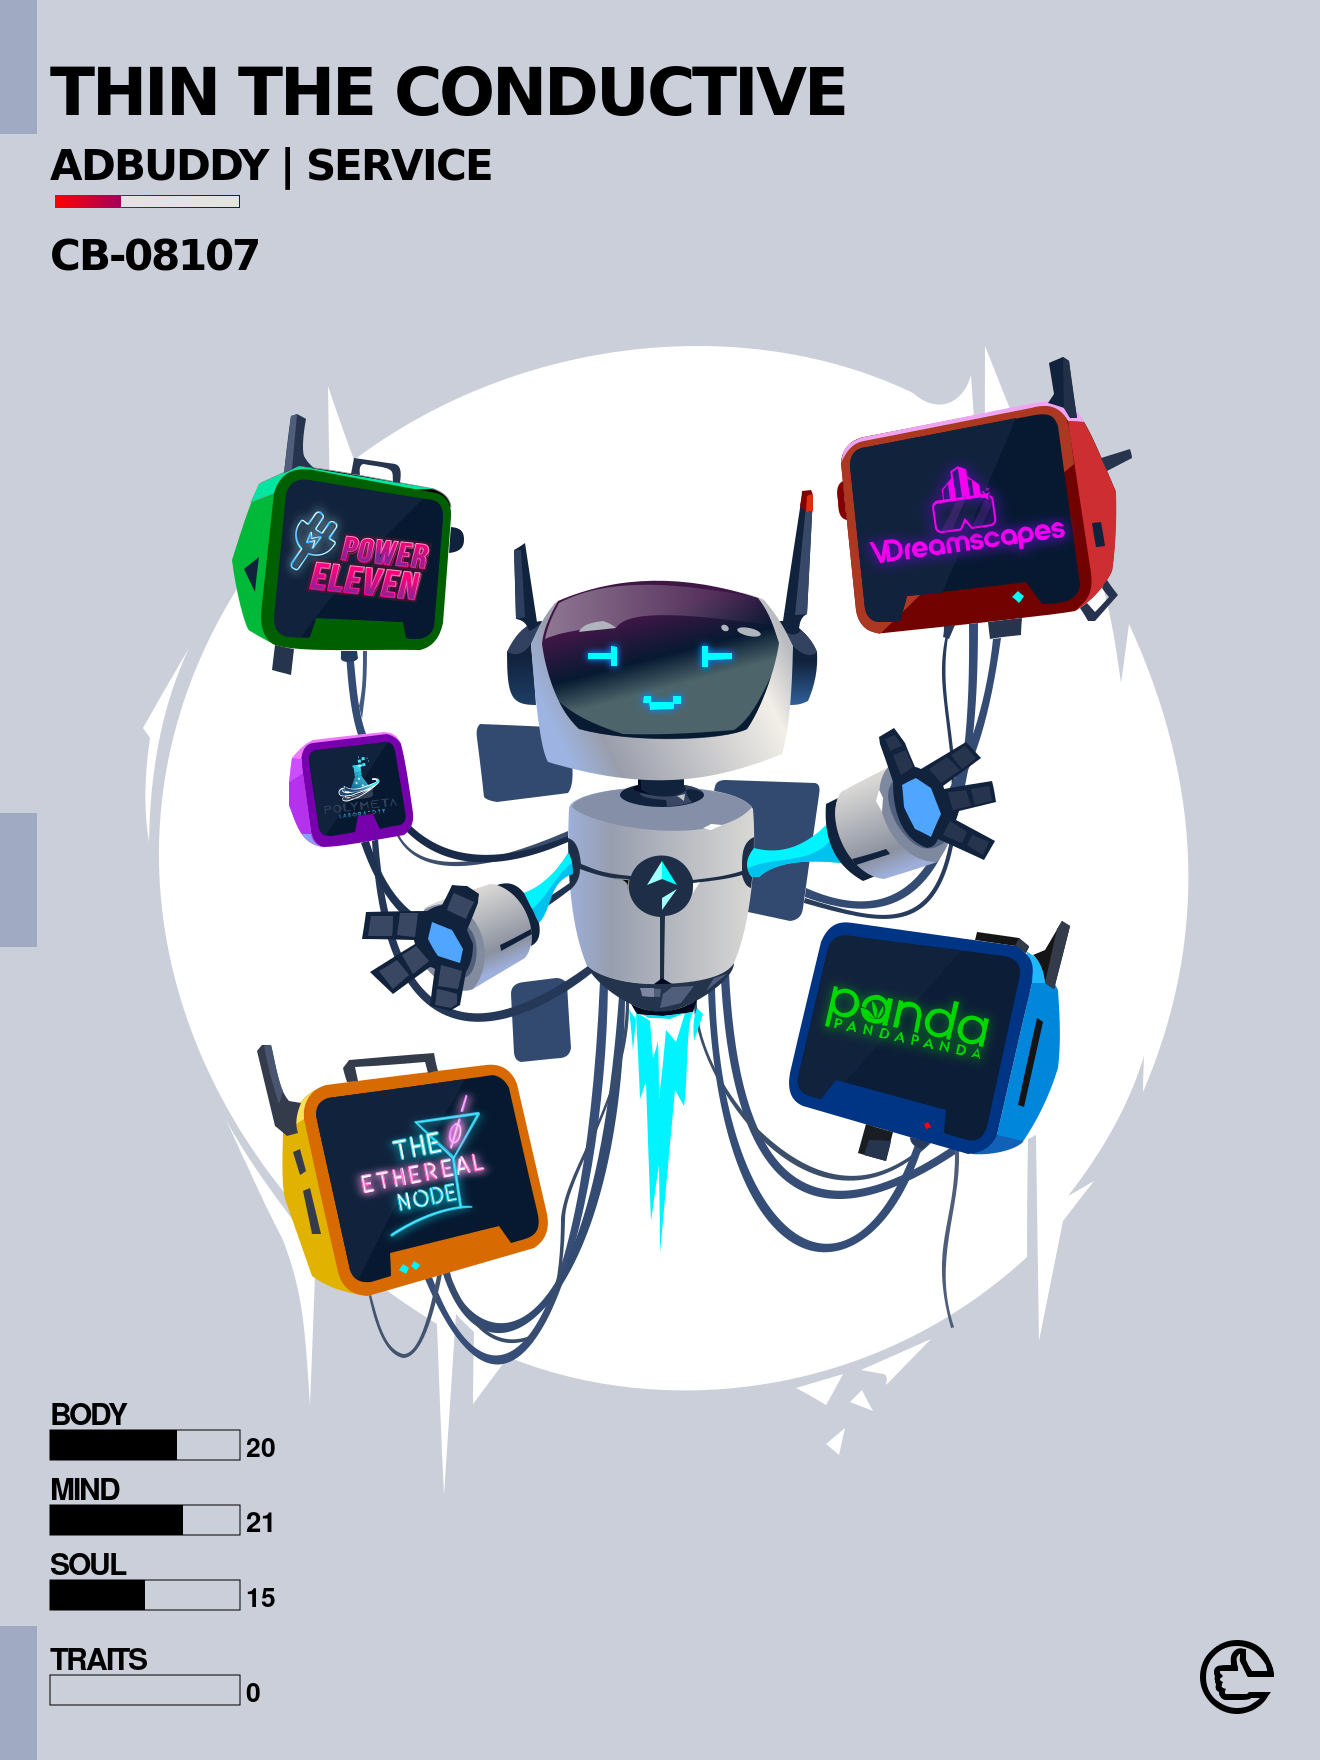 THIN THE CONDUCTIVE
ADBUDDY | SERVICE
CB-08107
POWER
ELEVEN
VDreamscapes
POLYMETA
LABORATORY
panda
PANDAPANDA
THE
ETHEREAL
NODE
BODY
20
MIND
21
SOUL
15
TRAITS
0